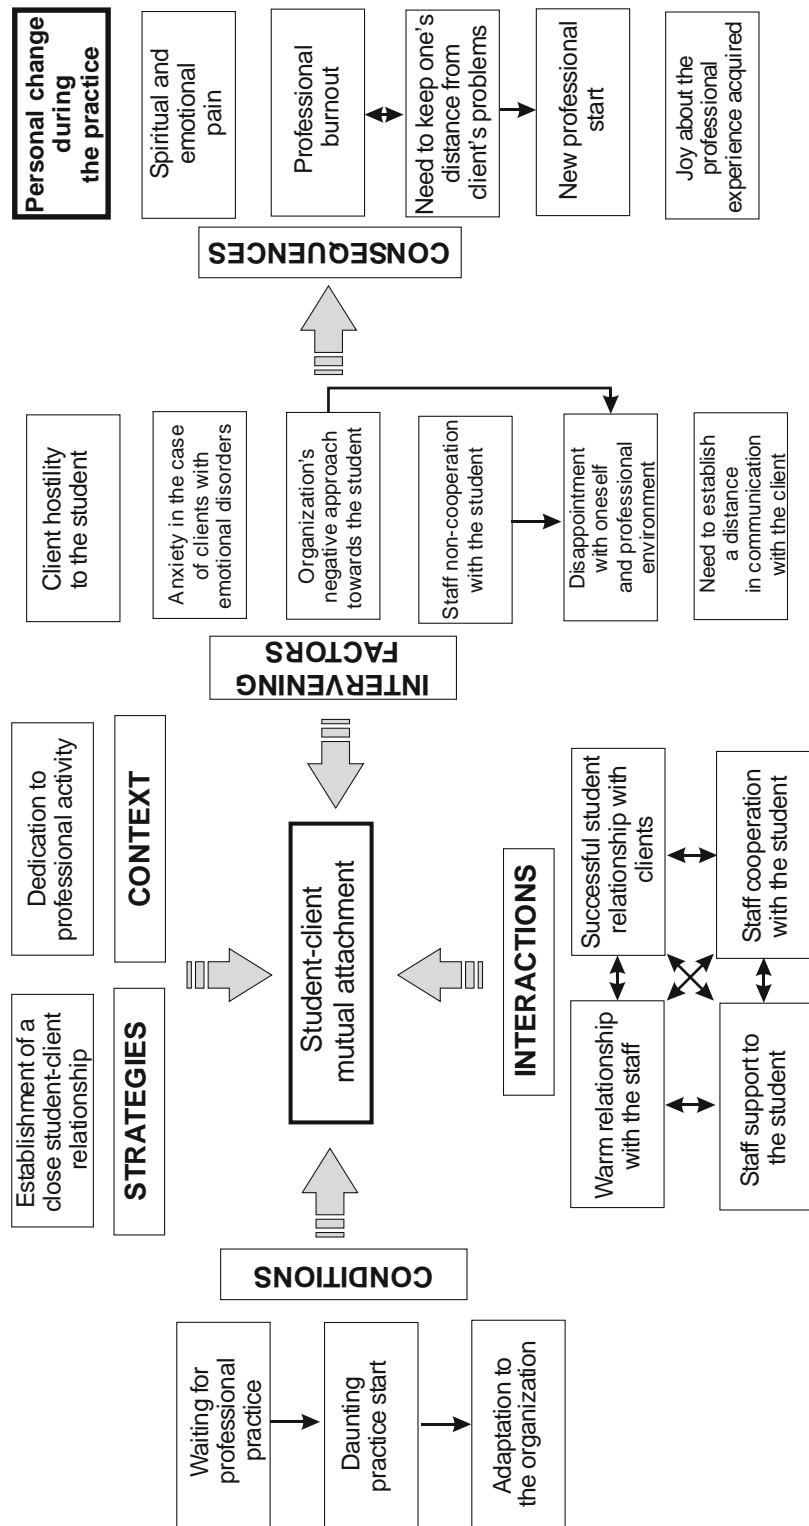 Waiting for
professional
practice
Daunting
practice start
Adaptation to
the organization
CONDITIONS
Establishment of a
close student-client
relationship
STRATEGIES
Dedication to
professional activity
CONTEXT
Student-client
mutual attachment
INTERACTIONS
Warm relationship
with the staff
Successful student
relationship with
clients
Staff support to
the student
Staff cooperation
with the student
INTERVENING
FACTORS
Client hostility
to the student
Anxiety in the case
of clients with
emotional disorders
Organization's
negative approach
towards the student
Staff non-cooperation
with the student
Disappointment
with oneself
and professional
environment
Need to establish
a distance
in communication
with the client
CONSEQUENCES
Personal change
during
the practice
Spiritual and
emotional
pain
Professional
burnout
Need to keep one's
distance from
client's problems
New professional
start
Joy about the
professional
experience acquired